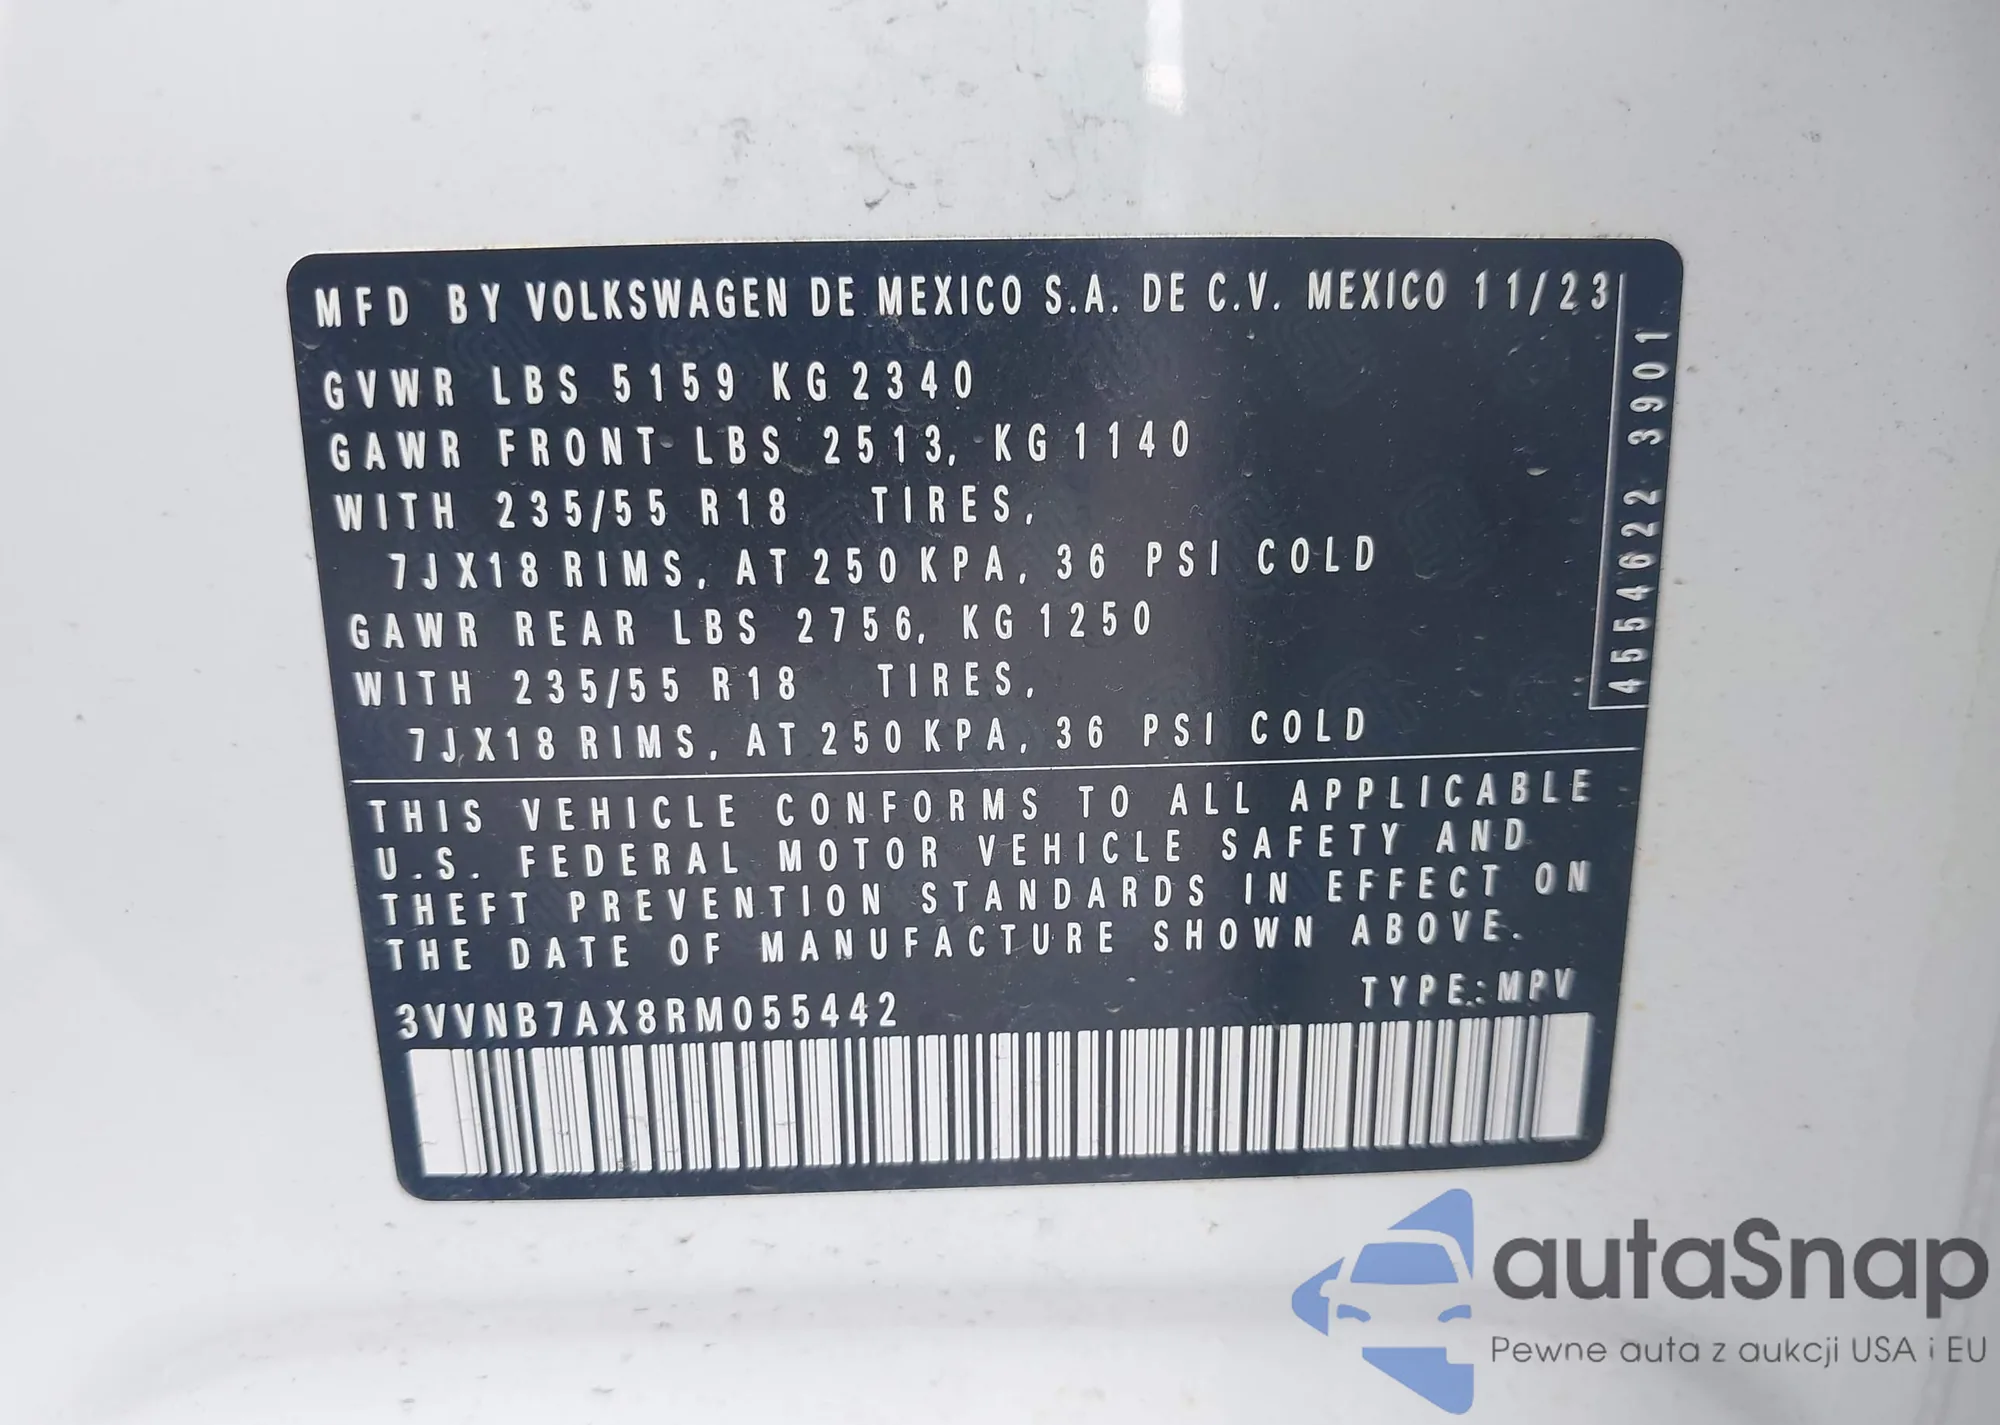 MFD BY VOLKSWAGEN DE MEXICO S.A. DE C.V. MEXICO 11/23
GVWR LBS 5159 KG 2340
GAWR FRONT LBS 2513, KG 1140
WITH 235/55 R18 TIRES,
7JX18 RIMS, AT 250 KPA, 36 PSI COLD
GAWR REAR LBS 2756, KG 1250
WITH 235/55 R18 TIRES,
7JX18 RIMS, AT 250 KPA, 36 PSI COLD
4554622 3901
THIS VEHICLE CONFORMS TO ALL APPLICABLE
U.S. FEDERAL MOTOR VEHICLE SAFETY AND
THEFT PREVENTION STANDARDS IN EFFECT ON
THE DATE OF MANUFACTURE SHOWN ABOVE.
3VVNB7AX8RM055442 TYPE: MPV
autaSnap
Pewne auta z aukcji USA i EU